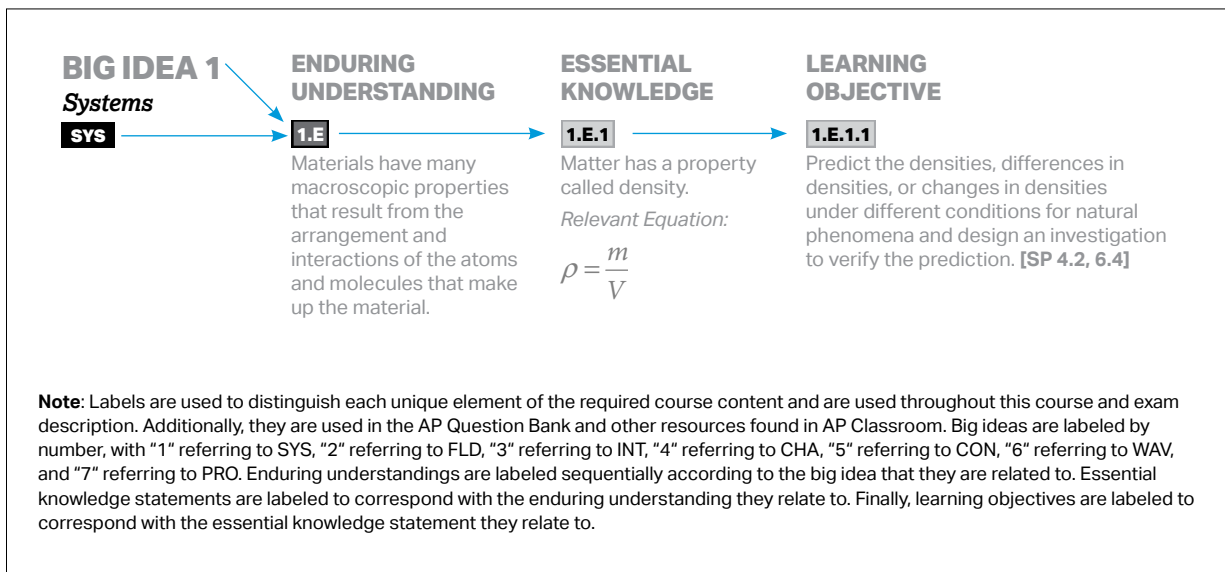 BIG IDEA 1
Systems
SYS
ENDURING
UNDERSTANDING
1.E
Materials have many
macroscopic properties
that result from the
arrangement and
interactions of the atoms
and molecules that make
up the material.
ESSENTIAL
KNOWLEDGE
1.E.1
Matter has a property
called density.
Relevant Equation:
ρ = m/V
LEARNING
OBJECTIVE
1.E.1.1
Predict the densities, differences in
densities, or changes in densities
under different conditions for natural
phenomena and design an investigation
to verify the prediction. [SP 4.2, 6.4]
Note: Labels are used to distinguish each unique element of the required course content and are used throughout this course and exam
description. Additionally, they are used in the AP Question Bank and other resources found in AP Classroom. Big ideas are labeled by
number, with “1“ referring to SYS, “2“ referring to FLD, “3“ referring to INT, “4“ referring to CHA, “5“ referring to CON, “6“ referring to WAV,
and “7“ referring to PRO. Enduring understandings are labeled sequentially according to the big idea that they are related to. Essential
knowledge statements are labeled to correspond with the enduring understanding they relate to. Finally, learning objectives are labeled to
correspond with the essential knowledge statement they relate to.